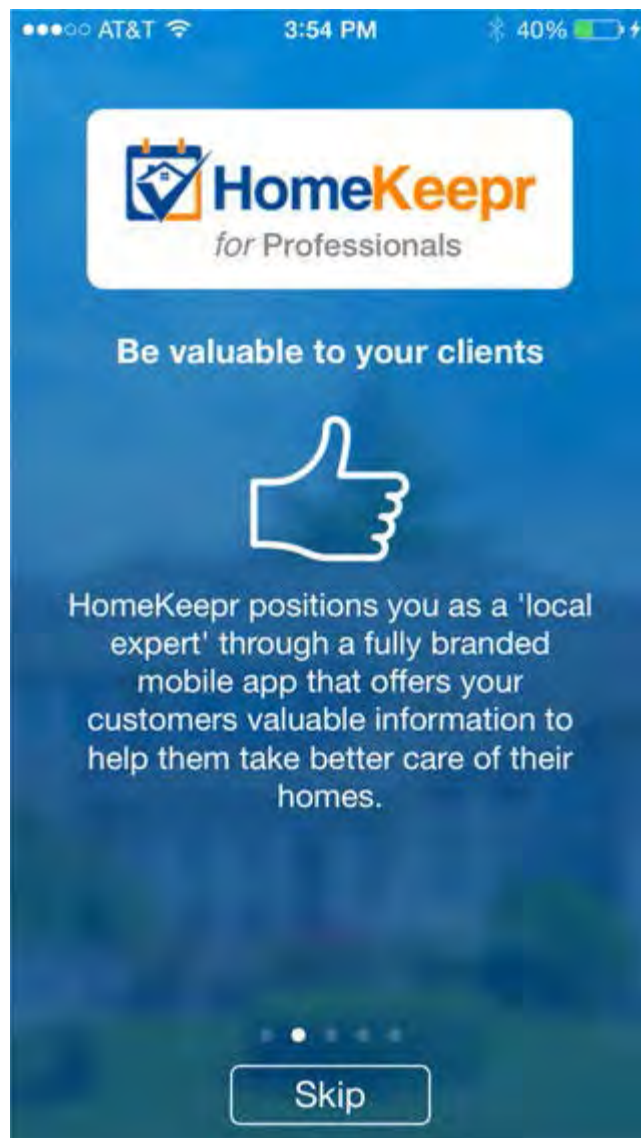 AT&T 3:54 PM 40%
HomeKeepr
for Professionals
Be valuable to your clients
HomeKeepr positions you as a 'local
expert' through a fully branded
mobile app that offers your
customers valuable information to
help them take better care of their
homes.
Skip